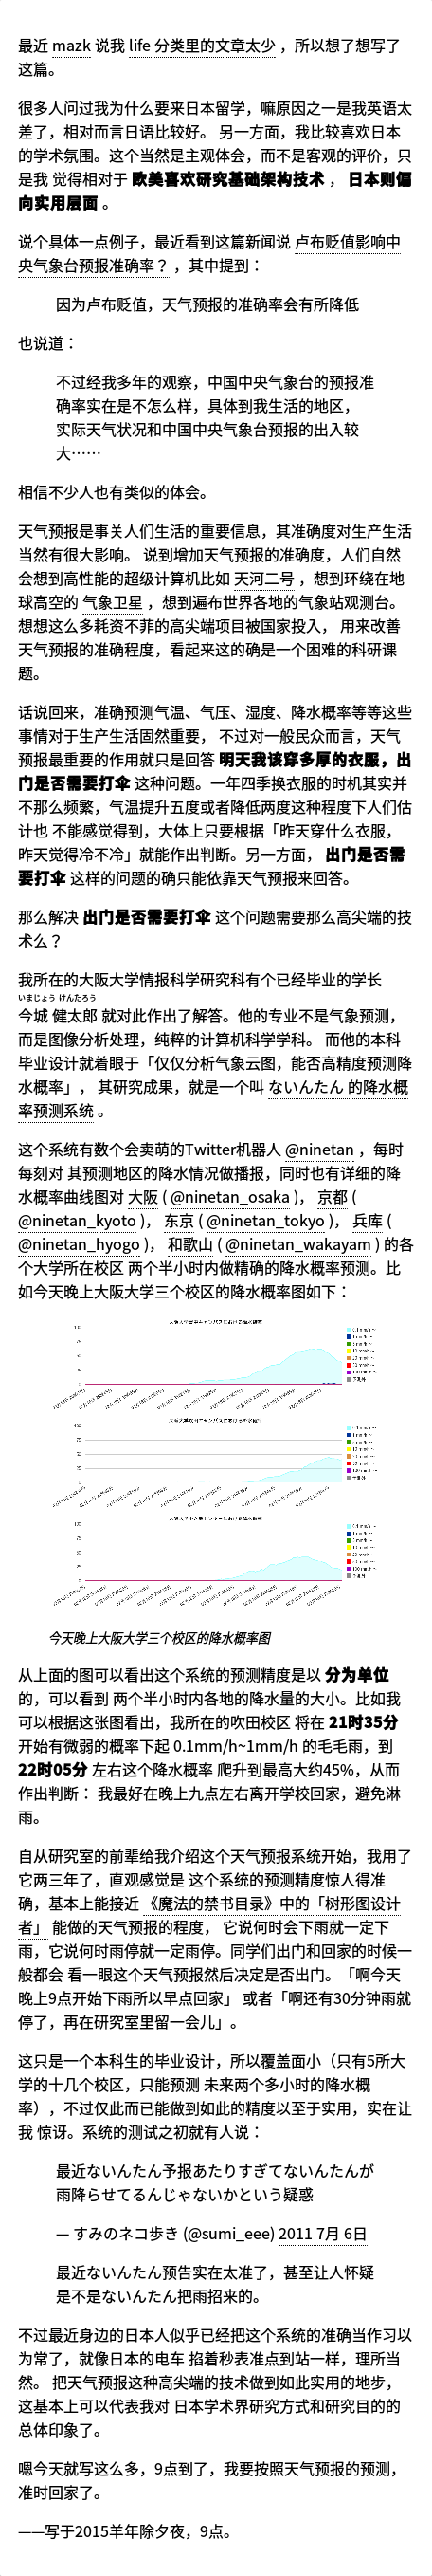 最近 mazk 说我 life 分类里的文章太少 ，所以想了想写了
这篇。
很多人问过我为什么要来日本留学，嘛原因之一是我英语太
差了，相对而言日语比较好。 另一方面，我比较喜欢日本
的学术氛围。这个当然是主观体会，而不是客观的评价，只
是我 觉得相对于 欧美喜欢研究基础架构技术 ， 日本则偏
向实用层面 。
说个具体一点例子，最近看到这篇新闻说 卢布贬值影响中
央气象台预报准确率？ ，其中提到：
因为卢布贬值，天气预报的准确率会有所降低
也说道：
不过经我多年的观察，中国中央气象台的预报准
确率实在是不怎么样，具体到我生活的地区，
实际天气状况和中国中央气象台预报的出入较
大……
相信不少人也有类似的体会。
天气预报是事关人们生活的重要信息，其准确度对生产生活
当然有很大影响。 说到增加天气预报的准确度，人们自然
会想到高性能的超级计算机比如 天河二号 ，想到环绕在地
球高空的 气象卫星 ，想到遍布世界各地的气象站观测台。
想想这么多耗资不菲的高尖端项目被国家投入， 用来改善
天气预报的准确程度，看起来这的确是一个困难的科研课
题。
话说回来，准确预测气温、气压、湿度、降水概率等等这些
事情对于生产生活固然重要， 不过对一般民众而言，天气
预报最重要的作用就只是回答 明天我该穿多厚的衣服，出
门是否需要打伞 这种问题。一年四季换衣服的时机其实并
不那么频繁，气温提升五度或者降低两度这种程度下人们估
计也 不能感觉得到，大体上只要根据「昨天穿什么衣服，
昨天觉得冷不冷」就能作出判断。另一方面， 出门是否需
要打伞 这样的问题的确只能依靠天气预报来回答。
那么解决 出门是否需要打伞 这个问题需要那么高尖端的技
术么？
我所在的大阪大学情报科学研究科有个已经毕业的学长
いまじょう けんたろう
今城 健太郎 就对此作出了解答。他的专业不是气象预测，
而是图像分析处理，纯粹的计算机科学学科。 而他的本科
毕业设计就着眼于「仅仅分析气象云图，能否高精度预测降
水概率」， 其研究成果，就是一个叫 ないんたん 的降水概
率预测系统 。
这个系统有数个会卖萌的Twitter机器人 @ninetan ，每时
每刻对 其预测地区的降水情况做播报，同时也有详细的降
水概率曲线图对 大阪 ( @ninetan_osaka )， 京都 (
@ninetan_kyoto )， 东京 ( @ninetan_tokyo )， 兵库 (
@ninetan_hyogo )， 和歌山 ( @ninetan_wakayam ) 的各
个大学所在校区 两个半小时内做精确的降水概率预测。比
如今天晚上大阪大学三个校区的降水概率图如下：
今天晚上大阪大学三个校区的降水概率图
从上面的图可以看出这个系统的预测精度是以 分为单位
的，可以看到 两个半小时内各地的降水量的大小。比如我
可以根据这张图看出，我所在的吹田校区 将在 21时35分
开始有微弱的概率下起 0.1mm/h~1mm/h 的毛毛雨，到
22时05分 左右这个降水概率 爬升到最高大约45%，从而
作出判断： 我最好在晚上九点左右离开学校回家，避免淋
雨。
自从研究室的前辈给我介绍这个天气预报系统开始，我用了
它两三年了，直观感觉是 这个系统的预测精度惊人得准
确，基本上能接近 《魔法的禁书目录》中的「树形图设计
者」 能做的天气预报的程度， 它说何时会下雨就一定下
雨，它说何时雨停就一定雨停。同学们出门和回家的时候一
般都会 看一眼这个天气预报然后决定是否出门。「啊今天
晚上9点开始下雨所以早点回家」 或者「啊还有30分钟雨就
停了，再在研究室里留一会儿」。
这只是一个本科生的毕业设计，所以覆盖面小（只有5所大
学的十几个校区，只能预测 未来两个多小时的降水概
率），不过仅此而已能做到如此的精度以至于实用，实在让
我 惊讶。系统的测试之初就有人说：
最近ないんたん予报あたりすぎてないんたんが
雨降らせてるんじゃないかという疑惑
— すみのネコ歩き (@sumi_eee) 2011 7月 6日
最近ないんたん预告实在太准了，甚至让人怀疑
是不是ないんたん把雨招来的。
不过最近身边的日本人似乎已经把这个系统的准确当作习以
为常了，就像日本的电车 掐着秒表准点到站一样，理所当
然。 把天气预报这种高尖端的技术做到如此实用的地步，
这基本上可以代表我对 日本学术界研究方式和研究目的的
总体印象了。
嗯今天就写这么多，9点到了，我要按照天气预报的预测，
准时回家了。
——写于2015羊年除夕夜，9点。